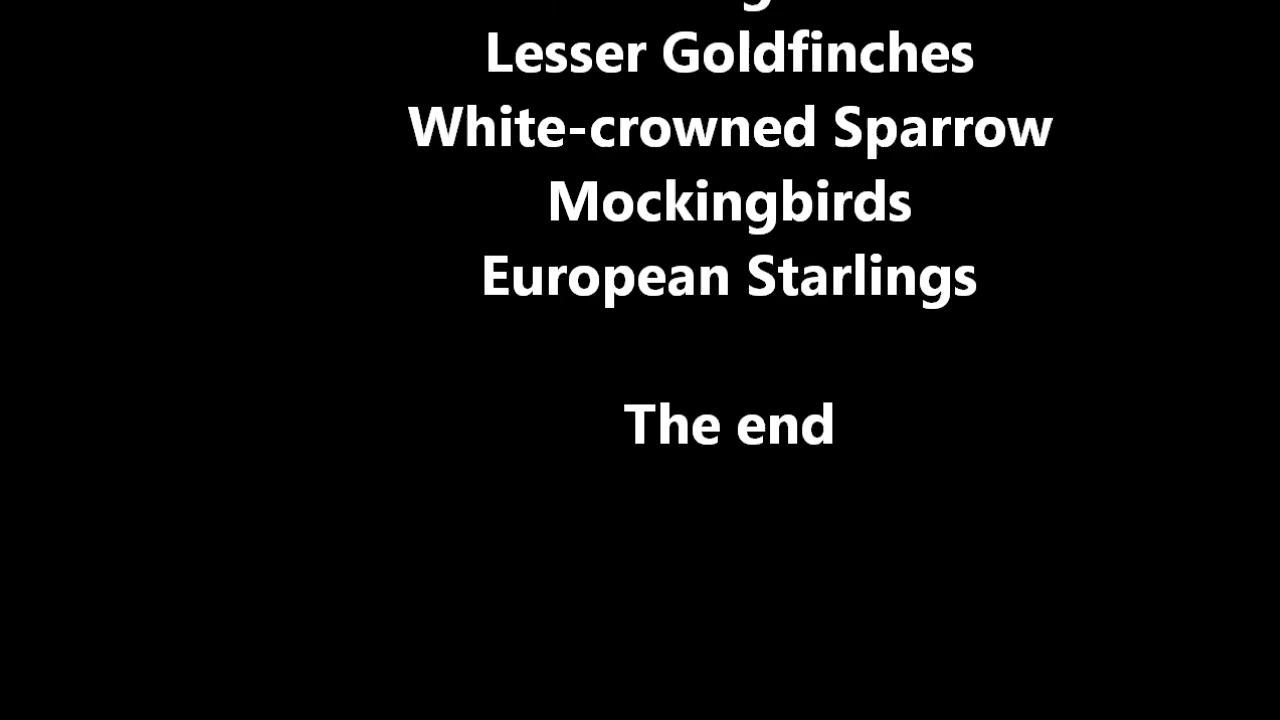 Lesser Goldfinches
White-crowned Sparrow
Mockingbirds
European Starlings
The end